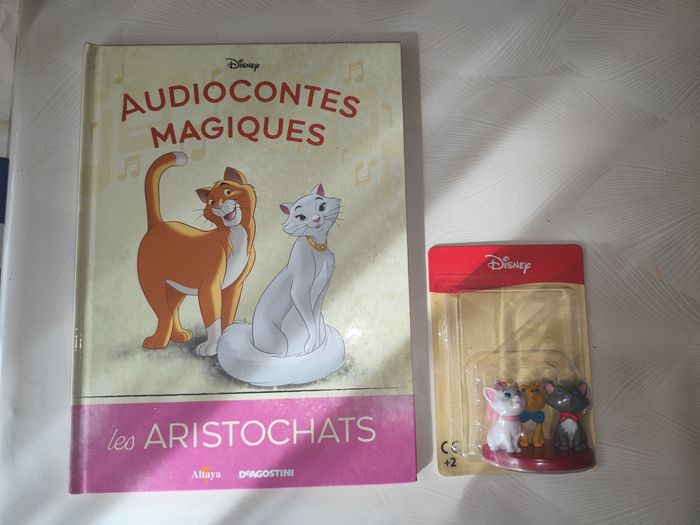 Disney
AUDIOCONTES
MAGIQUES
les ARISTOCHATS
Altaya
DeAGOSTINI
Disney
CE
+2